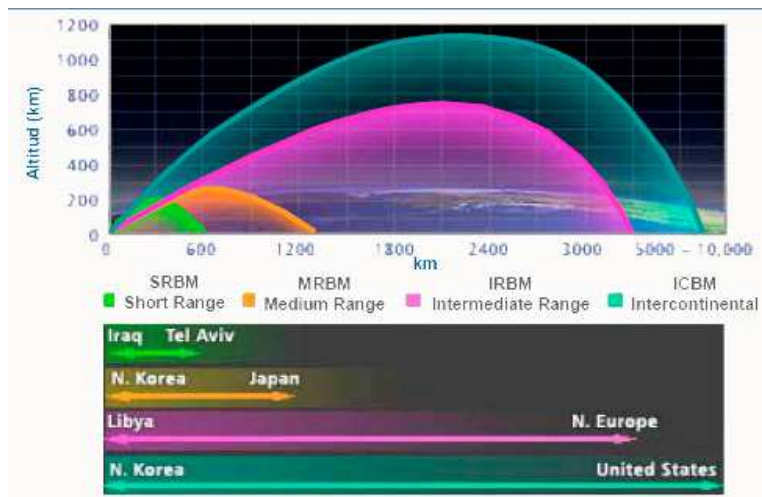 1200
1000
800
600
400
200
0
Altitud (km)
0 600 1200 1800 2400 3000 5000 – 10,000
km
SRBM MRBM IRBM ICBM
Short Range Medium Range Intermediate Range Intercontinental
Iraq Tel Aviv
N. Korea Japan
Libya N. Europe
N. Korea United States